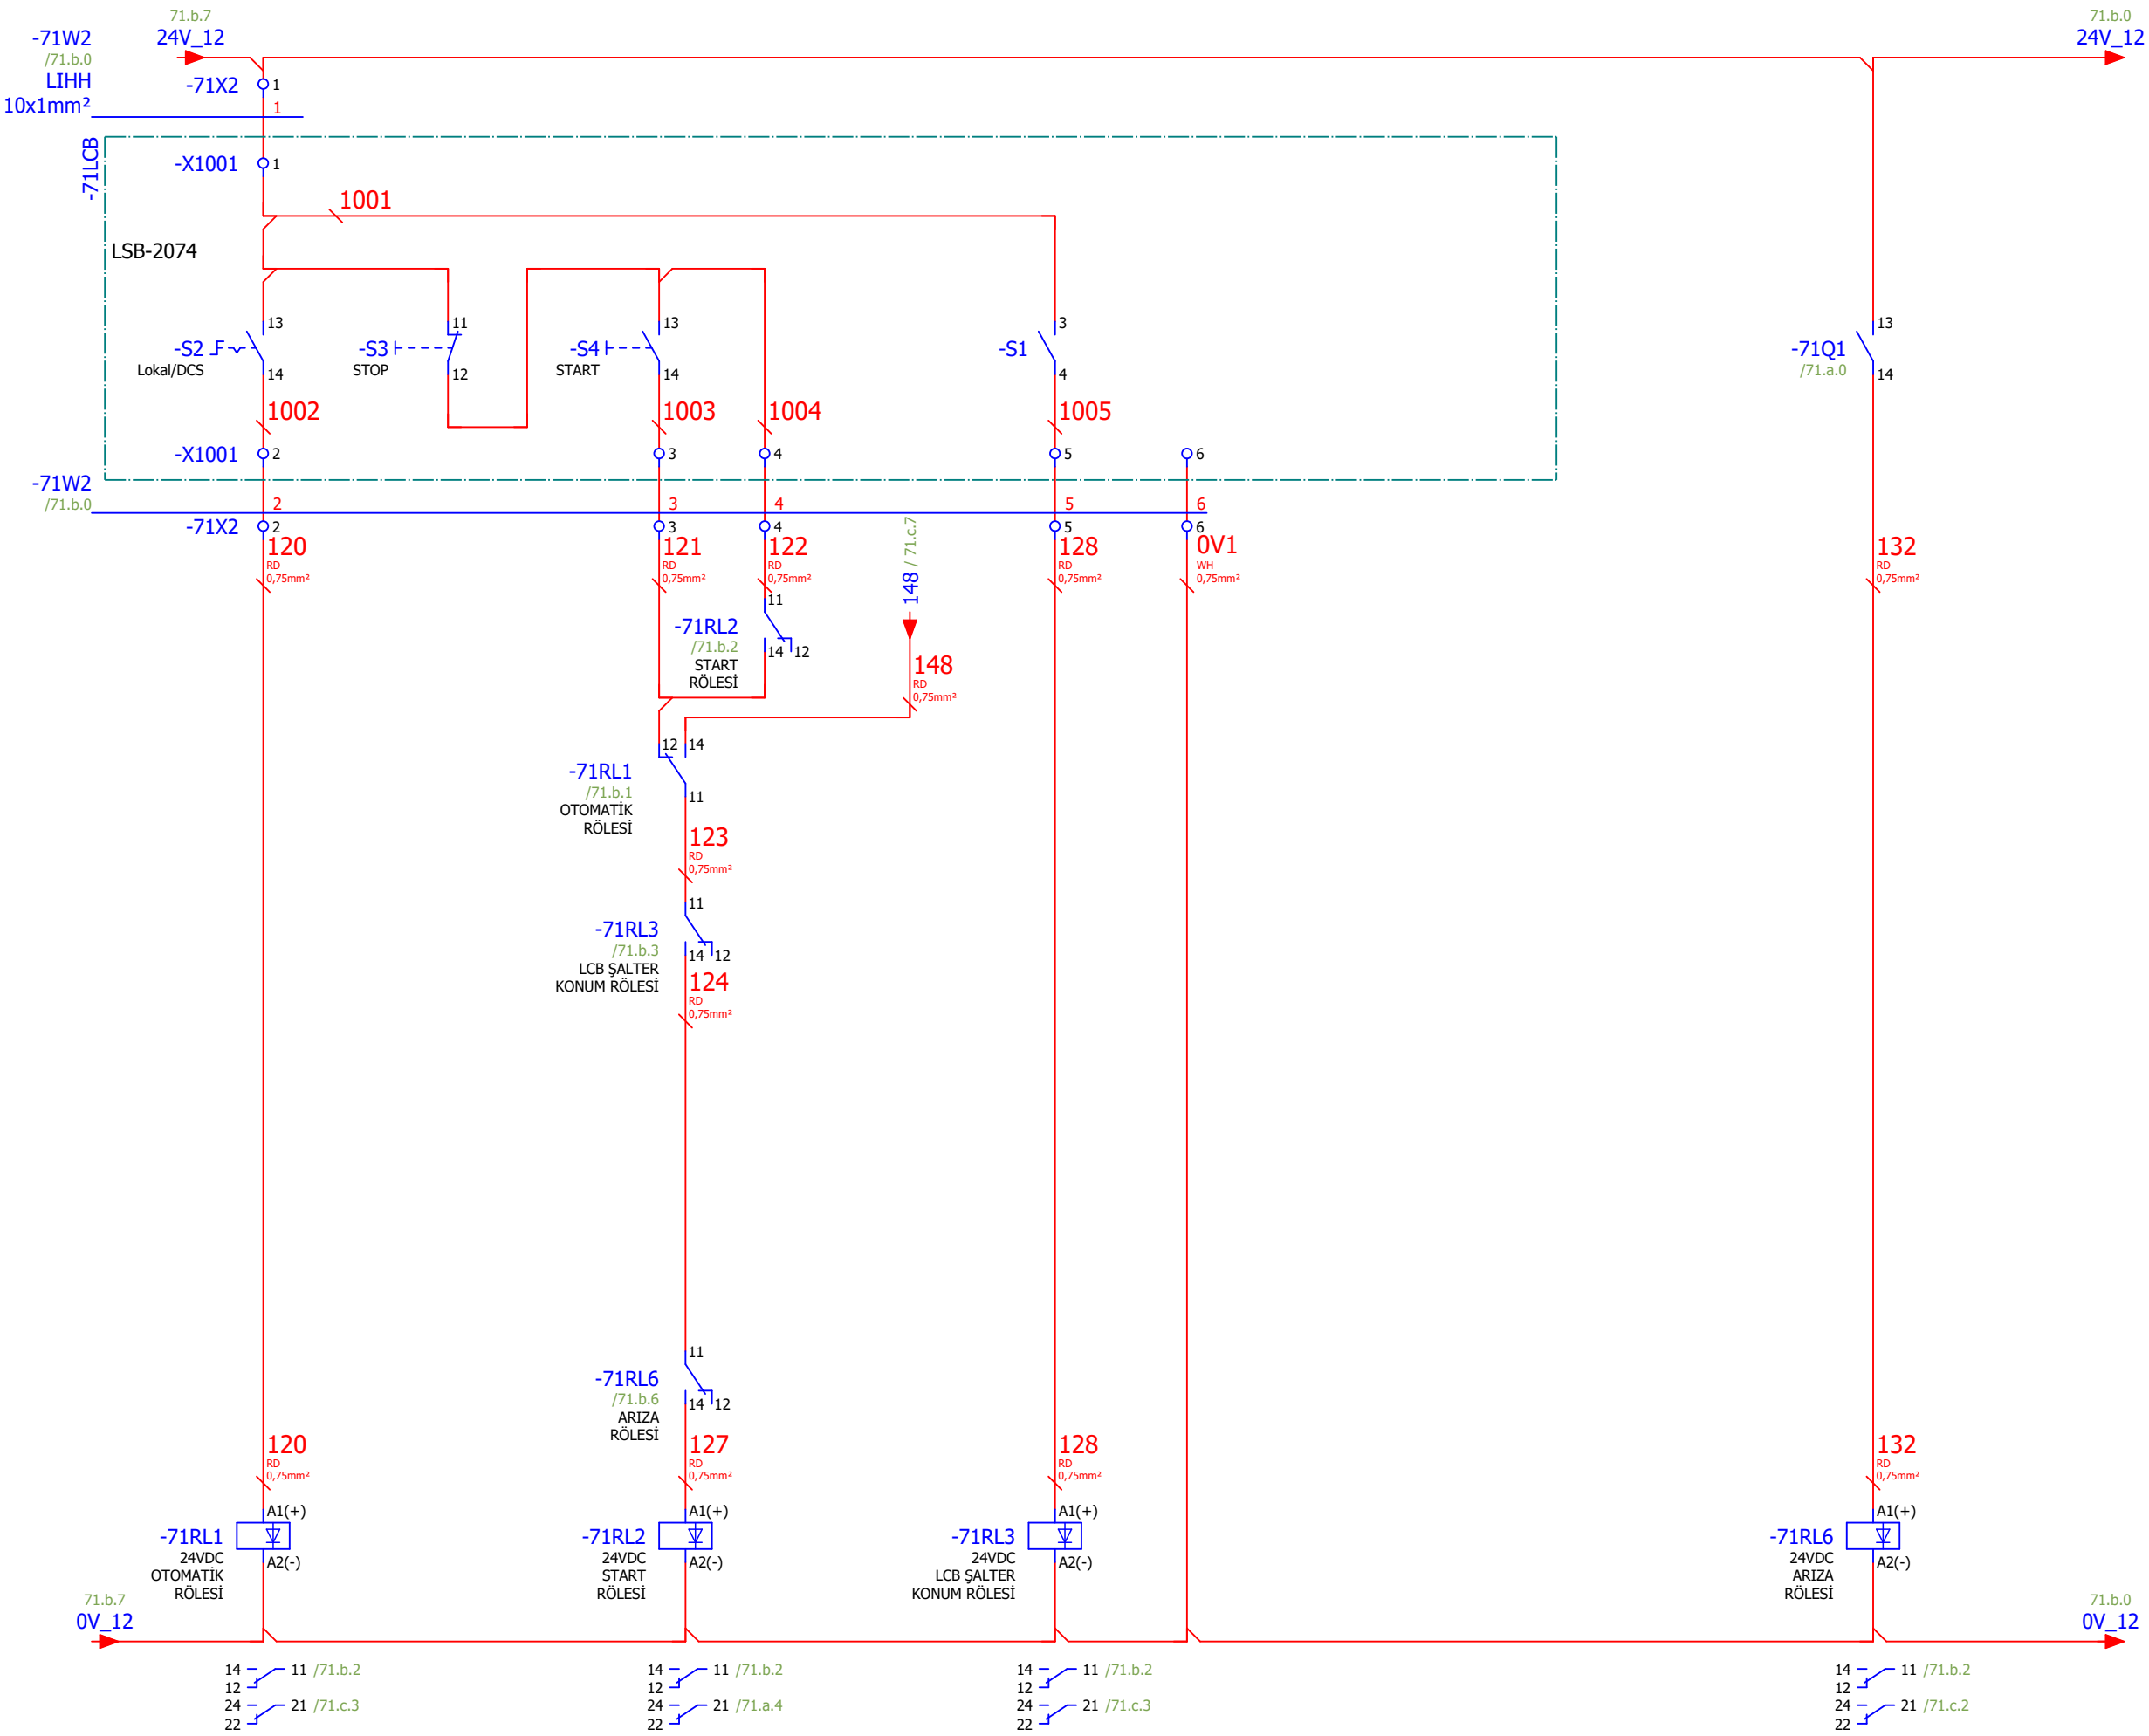 71.b.7
24V_12
71.b.0
24V_12
-71W2
/71.b.0
LIHH
10x1mm²
-71X2
1
1
-71LCB
-X1001
1
1001
LSB-2074
-S2
Lokal/DCS
13
14
-S3
STOP
11
12
-S4
START
13
14
-S1
3
4
-71Q1
/71.a.0
13
14
1002
1003
1004
1005
-X1001
2
3
4
5
6
-71W2
/71.b.0
2
3
4
5
6
-71X2
2
3
4
5
6
120
RD
0,75mm²
121
RD
0,75mm²
122
RD
0,75mm²
148 / 71.c.7
128
RD
0,75mm²
0V1
WH
0,75mm²
132
RD
0,75mm²
-71RL2
/71.b.2
START
RÖLESİ
11
14
12
148
RD
0,75mm²
-71RL1
/71.b.1
OTOMATİK
RÖLESİ
12
14
11
123
RD
0,75mm²
-71RL3
/71.b.3
LCB ŞALTER
KONUM RÖLESİ
11
14
12
124
RD
0,75mm²
-71RL6
/71.b.6
ARIZA
RÖLESİ
11
14
12
120
RD
0,75mm²
127
RD
0,75mm²
128
RD
0,75mm²
132
RD
0,75mm²
-71RL1
24VDC
OTOMATİK
RÖLESİ
A1(+)
A2(-)
-71RL2
24VDC
START
RÖLESİ
A1(+)
A2(-)
-71RL3
24VDC
LCB ŞALTER
KONUM RÖLESİ
A1(+)
A2(-)
-71RL6
24VDC
ARIZA
RÖLESİ
A1(+)
A2(-)
71.b.7
0V_12
71.b.0
0V_12
14 11 /71.b.2
12
24 21 /71.c.3
22
14 11 /71.b.2
12
24 21 /71.a.4
22
14 11 /71.b.2
12
24 21 /71.c.3
22
14 11 /71.b.2
12
24 21 /71.c.2
22